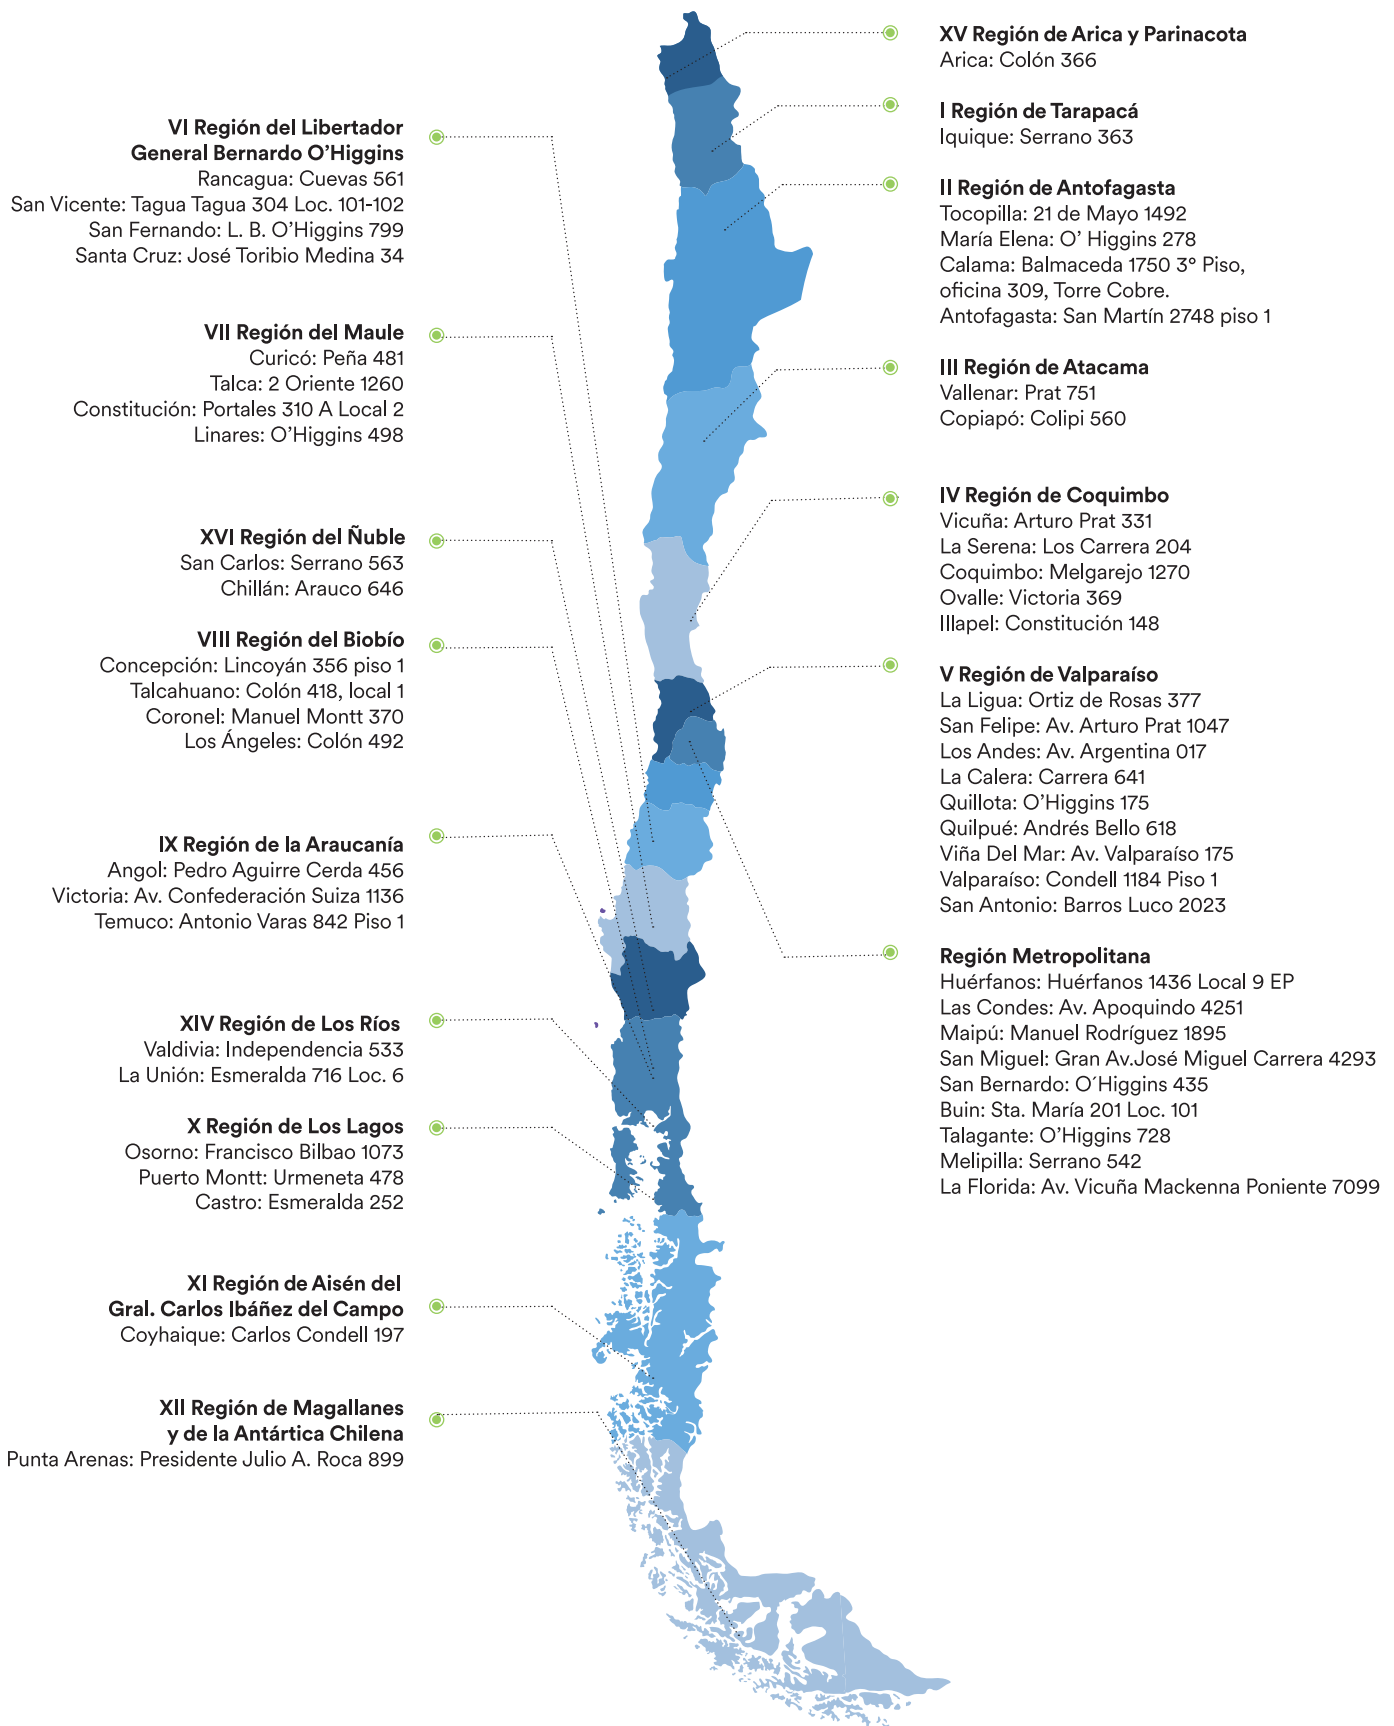 VI Región del Libertador
General Bernardo O’Higgins
Rancagua: Cuevas 561
San Vicente: Tagua Tagua 304 Loc. 101-102
San Fernando: L. B. O’Higgins 799
Santa Cruz: José Toribio Medina 34
VII Región del Maule
Curicó: Peña 481
Talca: 2 Oriente 1260
Constitución: Portales 310 A Local 2
Linares: O’Higgins 498
XVI Región del Ñuble
San Carlos: Serrano 563
Chillán: Arauco 646
VIII Región del Biobío
Concepción: Lincoyán 356 piso 1
Talcahuano: Colón 418, local 1
Coronel: Manuel Montt 370
Los Ángeles: Colón 492
IX Región de la Araucanía
Angol: Pedro Aguirre Cerda 456
Victoria: Av. Confederación Suiza 1136
Temuco: Antonio Varas 842 Piso 1
XIV Región de Los Ríos
Valdivia: Independencia 533
La Unión: Esmeralda 716 Loc. 6
X Región de Los Lagos
Osorno: Francisco Bilbao 1073
Puerto Montt: Urmeneta 478
Castro: Esmeralda 252
XI Región de Aisén del
Gral. Carlos Ibáñez del Campo
Coyhaique: Carlos Condell 197
XII Región de Magallanes
y de la Antártica Chilena
Punta Arenas: Presidente Julio A. Roca 899
XV Región de Arica y Parinacota
Arica: Colón 366
I Región de Tarapacá
Iquique: Serrano 363
II Región de Antofagasta
Tocopilla: 21 de Mayo 1492
María Elena: O’ Higgins 278
Calama: Balmaceda 1750 3° Piso,
oficina 309, Torre Cobre.
Antofagasta: San Martín 2748 piso 1
III Región de Atacama
Vallenar: Prat 751
Copiapó: Colipi 560
IV Región de Coquimbo
Vicuña: Arturo Prat 331
La Serena: Los Carrera 204
Coquimbo: Melgarejo 1270
Ovalle: Victoria 369
Illapel: Constitución 148
V Región de Valparaíso
La Ligua: Ortiz de Rosas 377
San Felipe: Av. Arturo Prat 1047
Los Andes: Av. Argentina 017
La Calera: Carrera 641
Quillota: O’Higgins 175
Quilpué: Andrés Bello 618
Viña Del Mar: Av. Valparaíso 175
Valparaíso: Condell 1184 Piso 1
San Antonio: Barros Luco 2023
Región Metropolitana
Huérfanos: Huérfanos 1436 Local 9 EP
Las Condes: Av. Apoquindo 4251
Maipú: Manuel Rodríguez 1895
San Miguel: Gran Av.José Miguel Carrera 4293
San Bernardo: O´Higgins 435
Buin: Sta. María 201 Loc. 101
Talagante: O’Higgins 728
Melipilla: Serrano 542
La Florida: Av. Vicuña Mackenna Poniente 7099